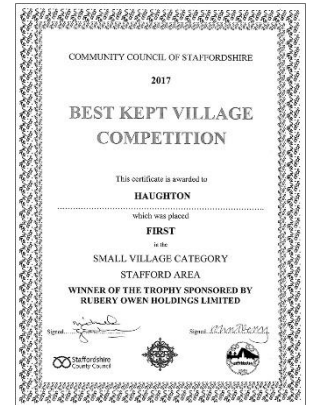 COMMUNITY COUNCIL OF STAFFORDSHIRE
2017
BEST KEPT VILLAGE
COMPETITION
This certificate is awarded to
HAUGHTON
which was placed
FIRST
in the
SMALL VILLAGE CATEGORY
STAFFORD AREA
WINNER OF THE TROPHY SPONSORED BY
RUBERY OWEN HOLDINGS LIMITED
Signed
Signed
Staffordshire
County Council